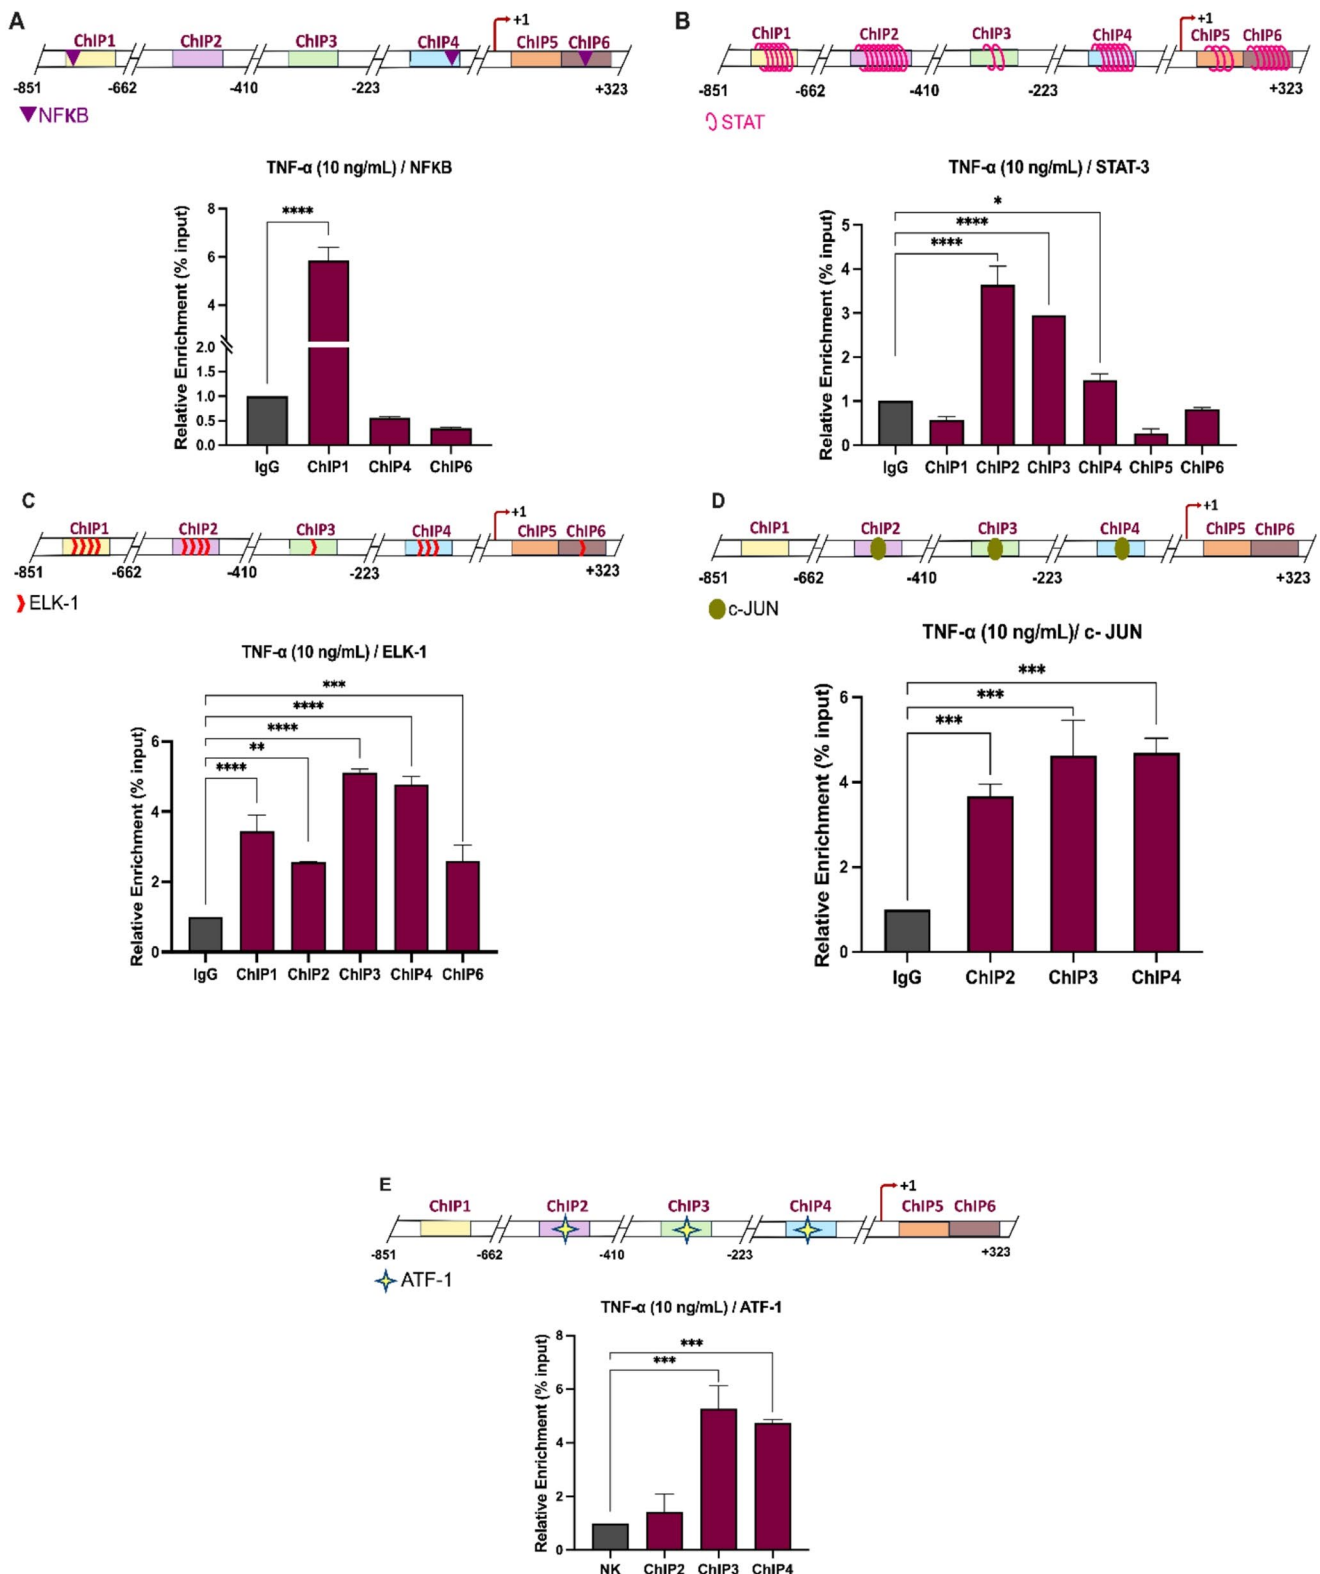 A
ChIP1 ChIP2 ChIP3 ChIP4 +1 ChIP5 ChIP6
-851 -662 -410 -223 +323
NFKB
TNF-α (10 ng/mL) / NFKB
Relative Enrichment (% input)
8
6
4
2.0
1.5
1.0
0.5
0.0
****
IgG ChIP1 ChIP4 ChIP6
B
ChIP1 ChIP2 ChIP3 ChIP4 +1 ChIP5 ChIP6
-851 -662 -410 -223 +323
STAT
TNF-α (10 ng/mL) / STAT-3
Relative Enrichment (% input)
5
4
3
2
1
0
*
****
****
IgG ChIP1 ChIP2 ChIP3 ChIP4 ChIP5 ChIP6
C
ChIP1 ChIP2 ChIP3 ChIP4 +1 ChIP5 ChIP6
-851 -662 -410 -223 +323
ELK-1
TNF-α (10 ng/mL) / ELK-1
Relative Enrichment (% input)
6
4
2
0
***
****
****
**
****
IgG ChIP1 ChIP2 ChIP3 ChIP4 ChIP6
D
ChIP1 ChIP2 ChIP3 ChIP4 +1 ChIP5 ChIP6
-851 -662 -410 -223 +323
c-JUN
TNF-α (10 ng/mL)/ c- JUN
Relative Enrichment (% input)
6
4
2
0
***
***
***
IgG ChIP2 ChIP3 ChIP4
E
ChIP1 ChIP2 ChIP3 ChIP4 +1 ChIP5 ChIP6
-851 -662 -410 -223 +323
ATF-1
TNF-α (10 ng/mL) / ATF-1
Relative Enrichment (% input)
8
6
4
2
0
***
***
NK ChIP2 ChIP3 ChIP4